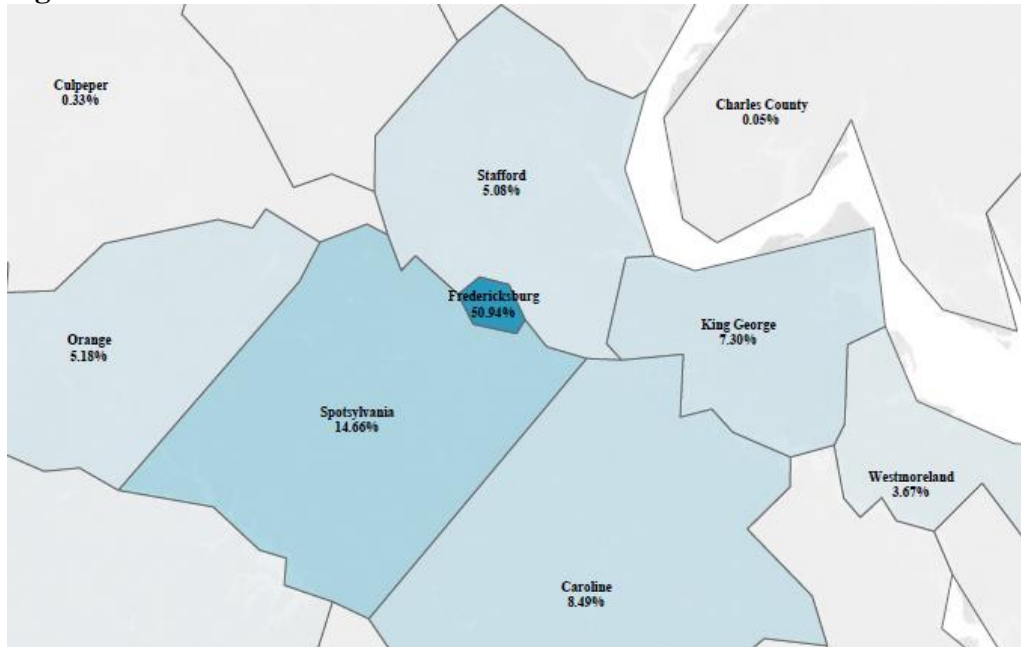 Culpeper
0.33%
Charles County
0.05%
Stafford
5.08%
Fredericksburg
50.94%
King George
7.30%
Orange
5.18%
Spotsylvania
14.66%
Westmoreland
3.67%
Caroline
8.49%